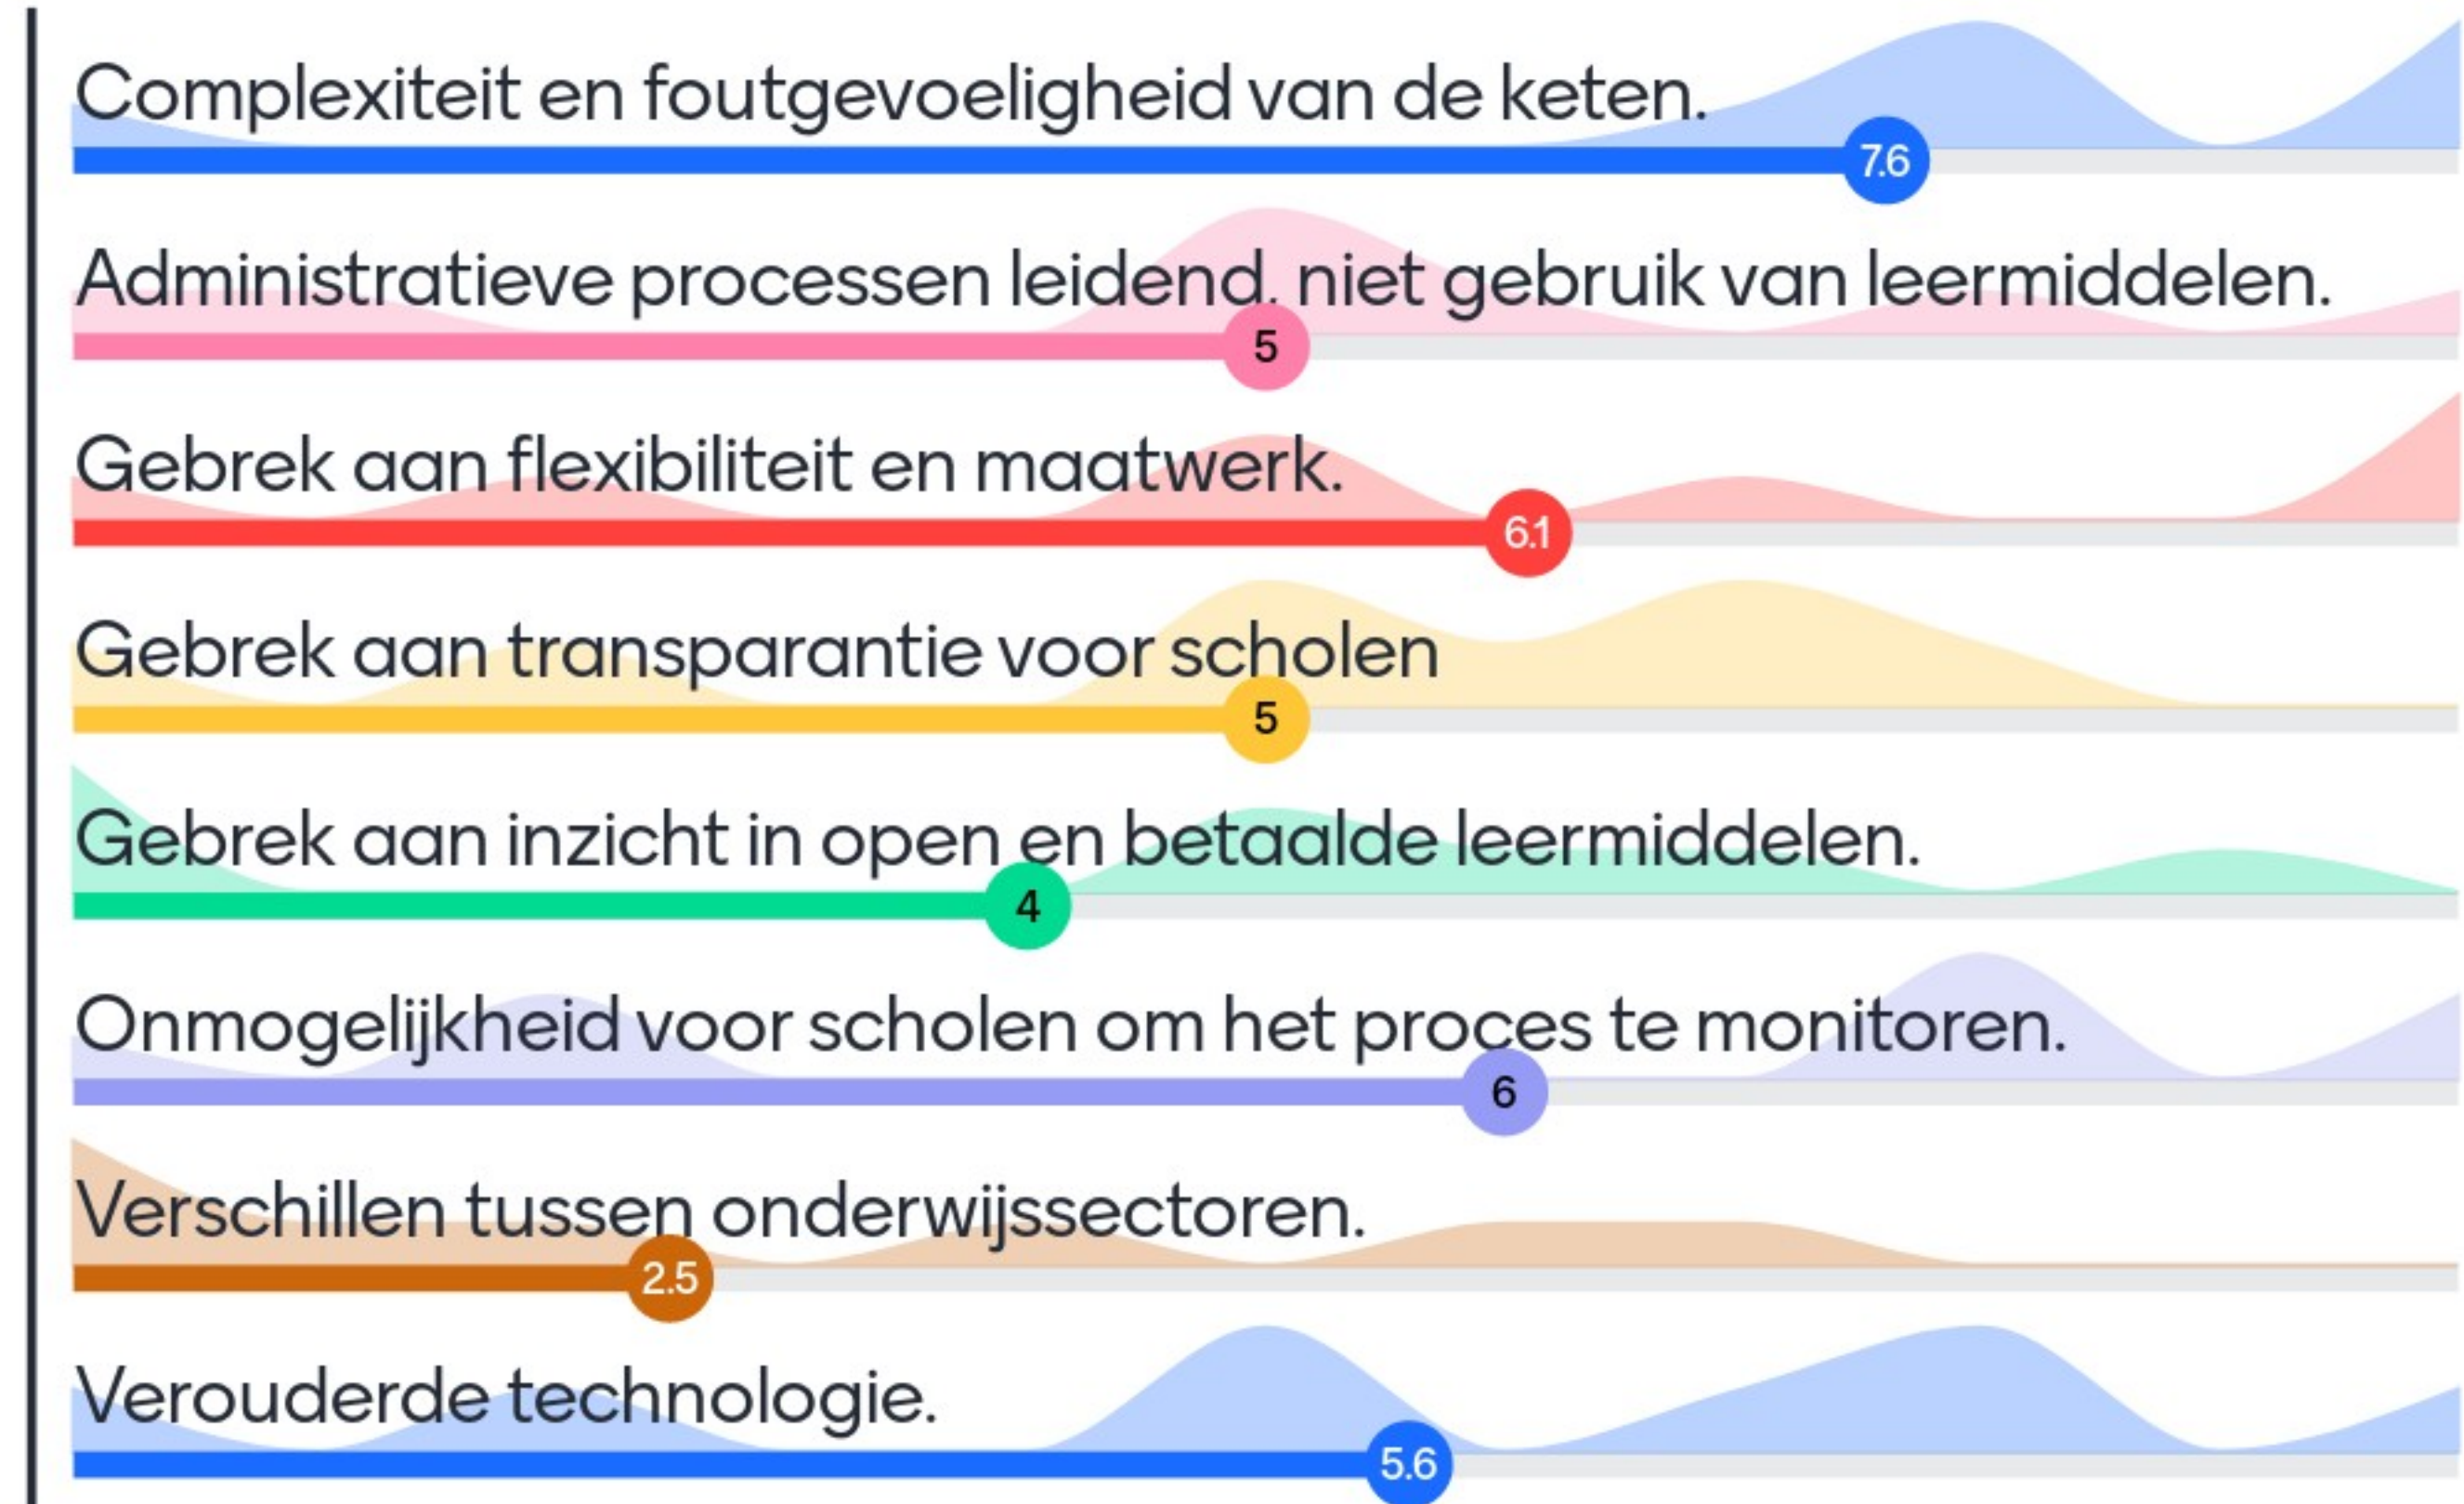 Complexiteit en foutgevoeligheid van de keten.
7.6
Administratieve processen leidend, niet gebruik van leermiddelen.
5
Gebrek aan flexibiliteit en maatwerk.
6.1
Gebrek aan transparantie voor scholen
5
Gebrek aan inzicht in open en betaalde leermiddelen.
4
Onmogelijkheid voor scholen om het proces te monitoren.
6
Verschillen tussen onderwijssectoren.
2.5
Verouderde technologie.
5.6